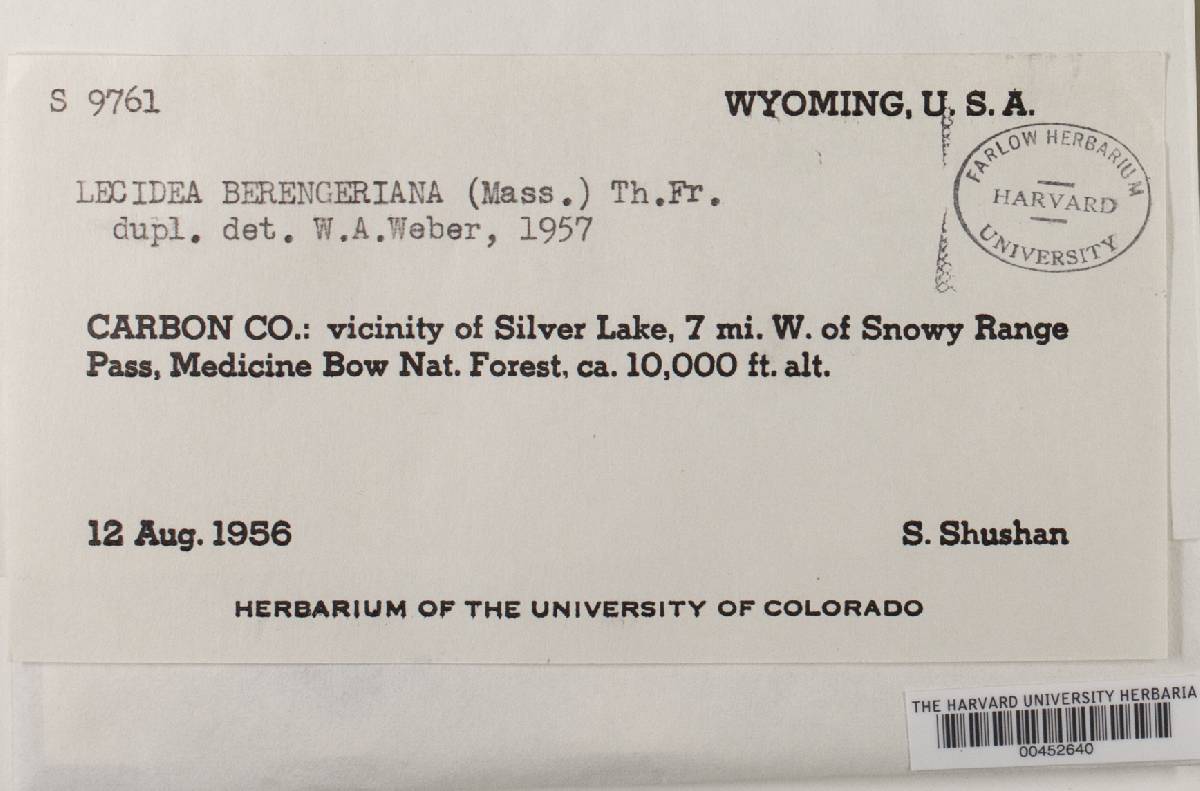 S 9761
WYOMING, U. S. A.
FARLOW HERBARIUM
HARVARD
UNIVERSITY
LECIDEA BERENGERIANA (Mass.) Th.Fr.
dupl. det. W.A.Weber, 1957
CARBON CO.: vicinity of Silver Lake, 7 mi. W. of Snowy Range
Pass, Medicine Bow Nat. Forest, ca. 10,000 ft. alt.
12 Aug. 1956
S. Shushan
HERBARIUM OF THE UNIVERSITY OF COLORADO
THE HARVARD UNIVERSITY HERBARIA
00452640